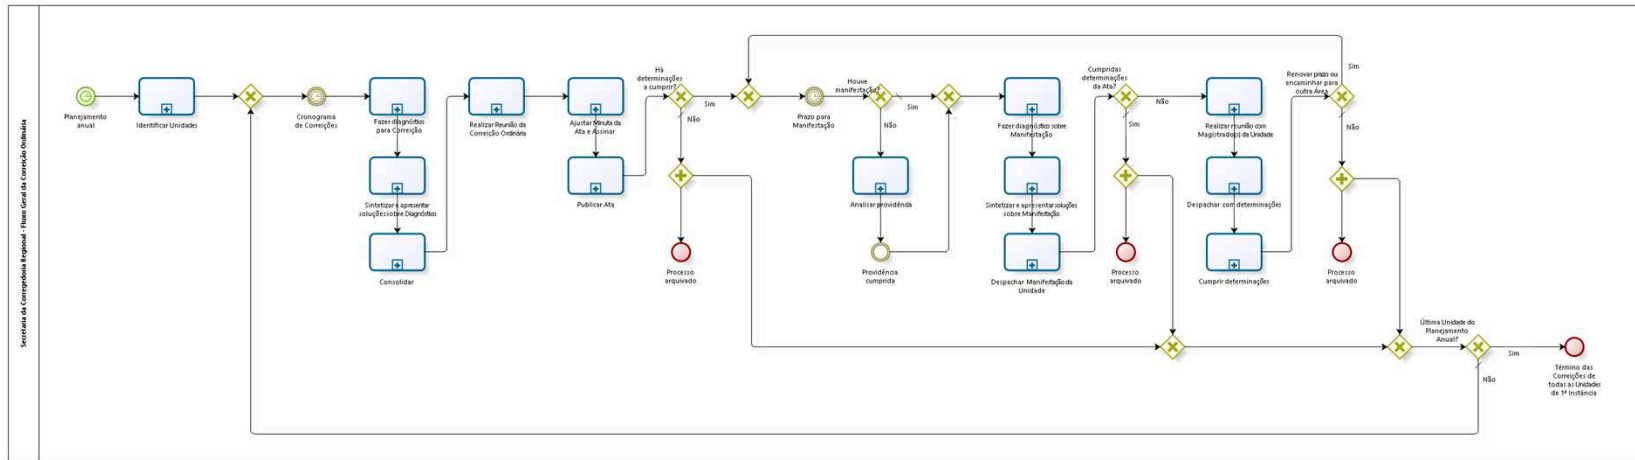 Secretaria da Corregedoria Regional - Fluxo Geral da Correição Ordinária
Planejamento
anual
Identificar Unidades
Cronograma
de Correições
Fazer diagnóstico
para Correição
Sintetizar e apresentar
soluções sobre Diagnóstico
Consolidar
Realizar Reunião da
Correição Ordinária
Ajustar Minuta da
Ata e Assinar
Publicar Ata
Há
determinações
a cumprir?
Sim
Não
Processo
arquivado
Prazo para
Manifestação
Houve
manifestação?
Sim
Não
Analisar providência
Providência
cumprida
Fazer diagnóstico sobre
Manifestação
Sintetizar e apresentar soluções
sobre Manifestação
Despachar Manifestação da
Unidade
Cumpridas
determinações
da Ata?
Não
Sim
Processo
arquivado
Realizar reunião com
Magistrado(s) da Unidade
Despachar com determinações
Cumprir determinações
Renovar prazo ou
encaminhar para
outra Área
Sim
Não
Processo
arquivado
Última Unidade do
Planejamento
Anual?
Sim
Não
Término das
Correições de
todas as Unidades
de 1ª Instância